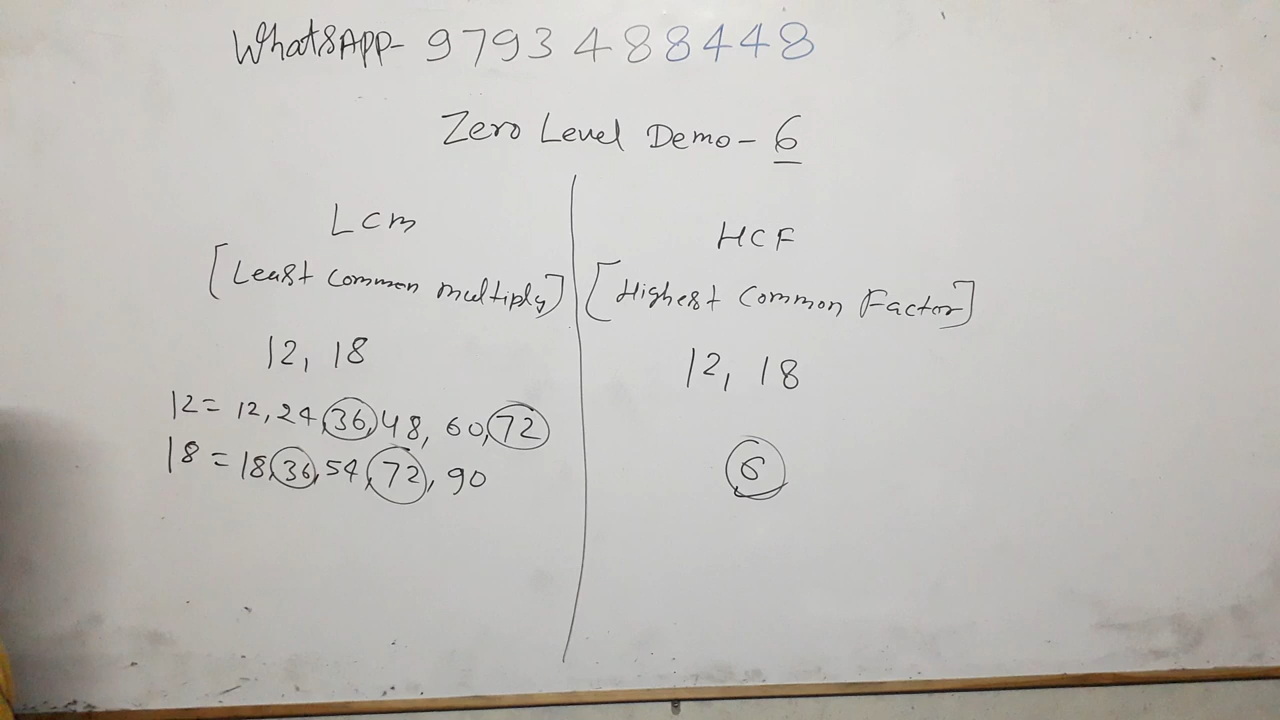 WhatsApp- 9793488448
Zero Level Demo- 6
Lcm
[Least common multiply]
12, 18
12= 12, 24, 36, 48, 60, 72
18= 18, 36, 54, 72, 90
HCF
[Highest Common Factor]
12, 18
6